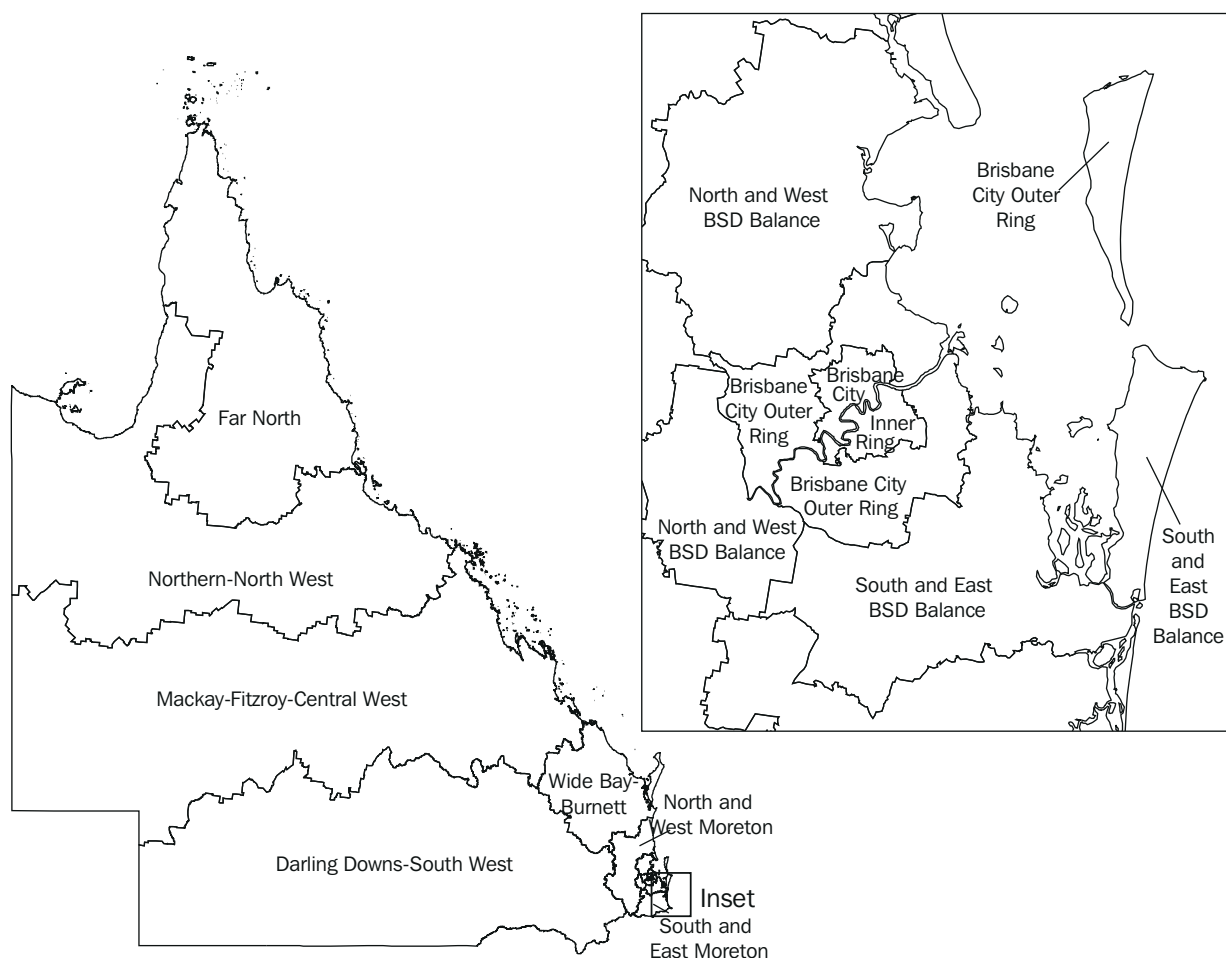 Far North
Northern-North West
Mackay-Fitzroy-Central West
Wide Bay-
Burnett
North and
West Moreton
Darling Downs-South West
Inset
South and
East Moreton
North and West
BSD Balance
Brisbane
City Outer
Ring
Brisbane
City Outer
Ring
Brisbane
City
Inner
Ring
Brisbane City
Outer Ring
North and West
BSD Balance
South and East
BSD Balance
South
and
East
BSD
Balance